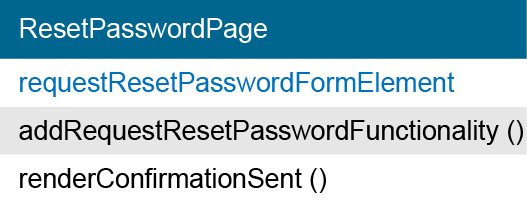 ResetPasswordPage
requestResetPasswordFormElement
addRequestResetPasswordFunctionality ()
renderConfirmationSent ()